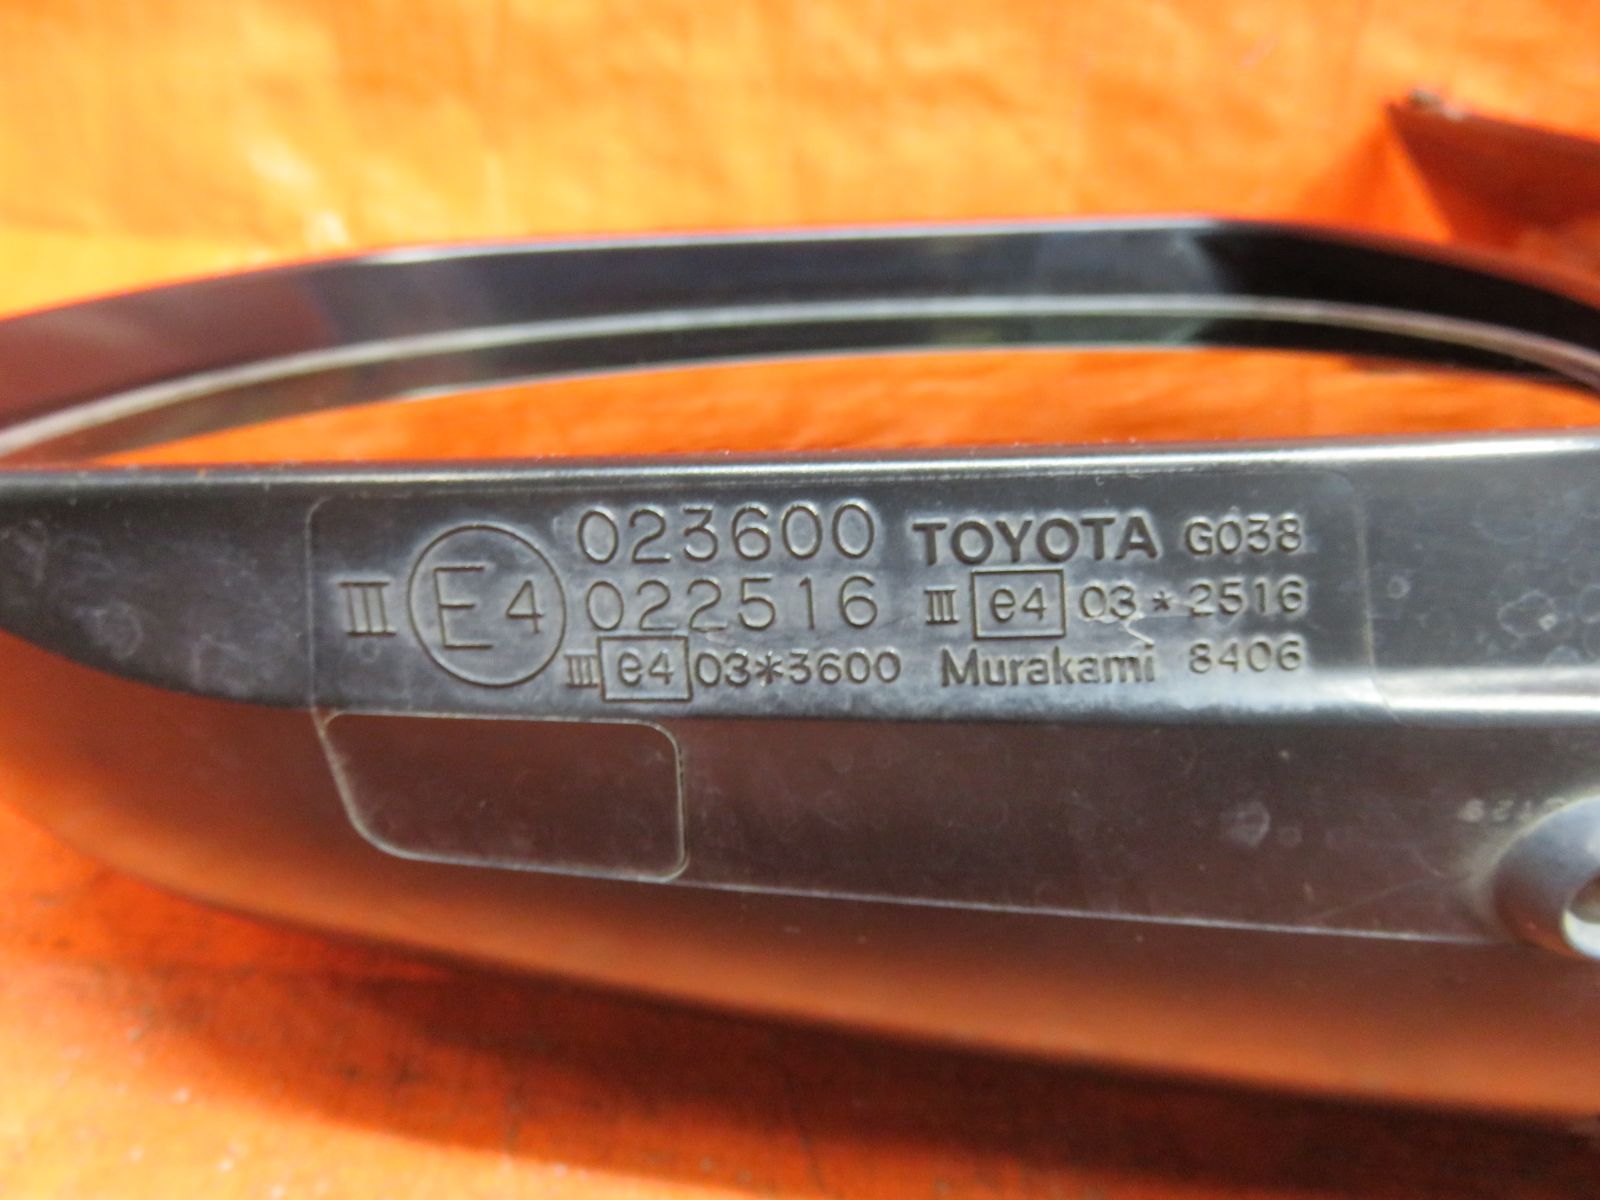 III E4 023600
022516
III e4 03*3600
TOYOTA G038
III e4 03*2516
Murakami 8406